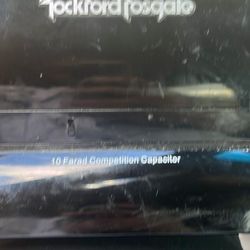 rockford fosgate
10 Farad Competition Capacitor